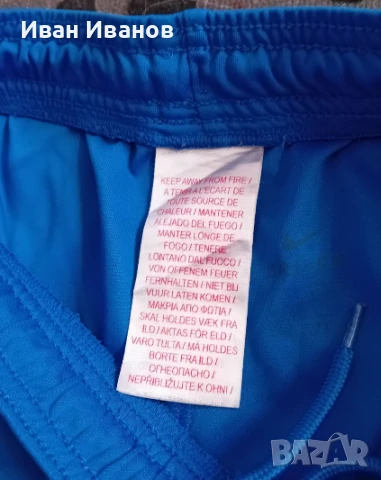 Иван Иванов
KEEP AWAY FROM FIRE /
A TENIR A L'ECART DE
TOUTE SOURCE DE
CHALEUR / MANTENER
ALEJADO DEL FUEGO /
MANTER LONGE DE
FOGO / TENERE
LONTANO DAL FUOCO /
VON OFFENEM FEUER
FERNHALTEN / NIET BIJ
VUUR LATEN KOMEN /
ΜΑΚΡΙΑ ΑΠΟ ΦΩΤΙΑ /
SKAL HOLDES VÆK FRA
ILD / AKTAS FÖR ELD /
VARO TULTA / MA HOLDES
BORTE FRA ILD /
ОГНЕОПАСНО /
NEPŘIBLIŽUJTE K OHNI /
BAZAR